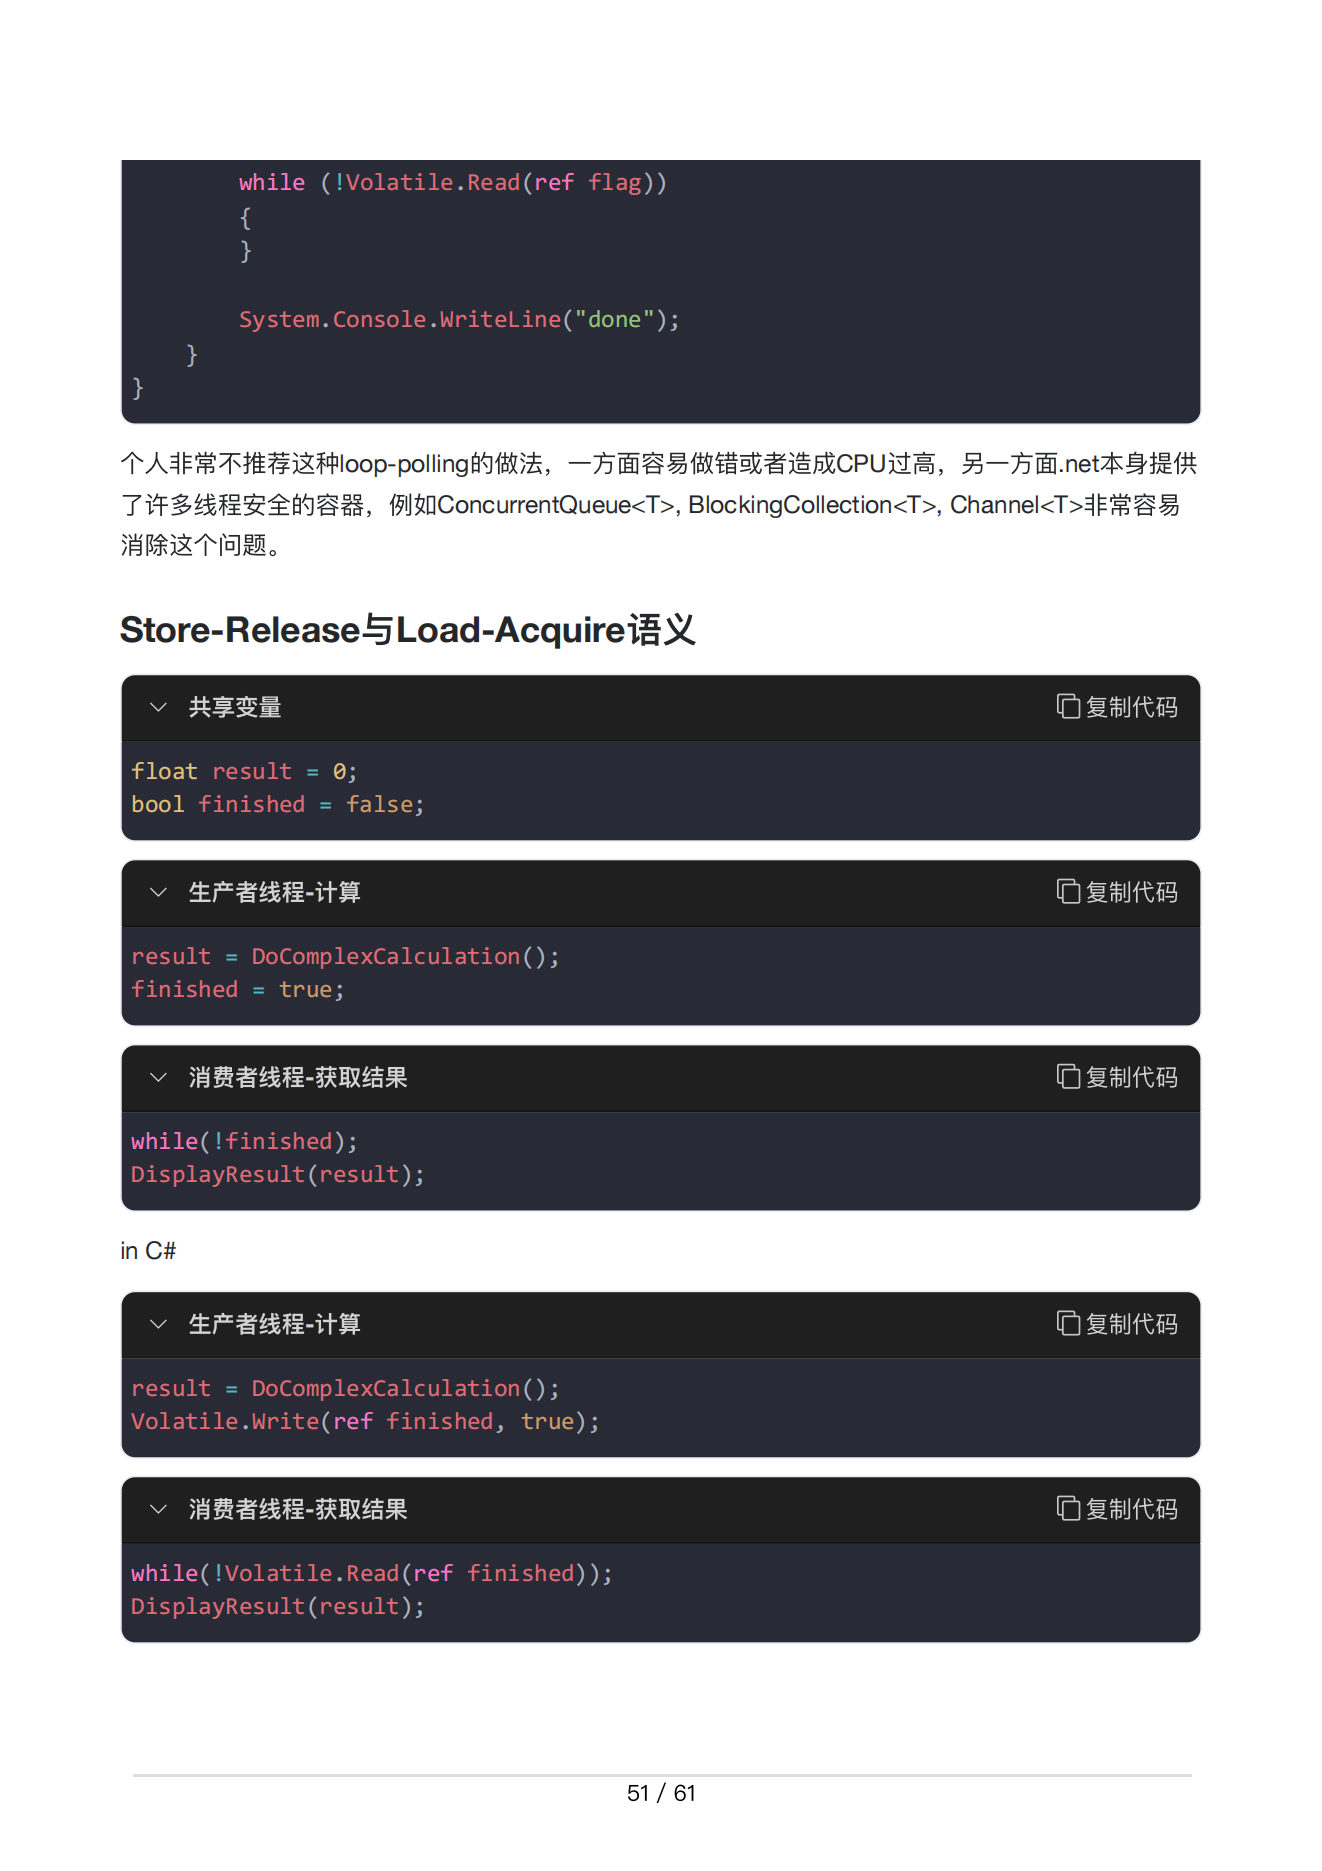 while (!Volatile.Read(ref flag))
{
}
System.Console.WriteLine("done");
}
}
个人非常不推荐这种loop-polling的做法，一方面容易做错或者造成CPU过高，另一方面.net本身提供
了许多线程安全的容器，例如ConcurrentQueue<T>, BlockingCollection<T>, Channel<T>非常容易
消除这个问题。
Store-Release与Load-Acquire语义
共享变量 复制代码
float result = 0;
bool finished = false;
生产者线程-计算 复制代码
result = DoComplexCalculation();
finished = true;
消费者线程-获取结果 复制代码
while(!finished);
DisplayResult(result);
in C#
生产者线程-计算 复制代码
result = DoComplexCalculation();
Volatile.Write(ref finished, true);
消费者线程-获取结果 复制代码
while(!Volatile.Read(ref finished));
DisplayResult(result);
51 / 61